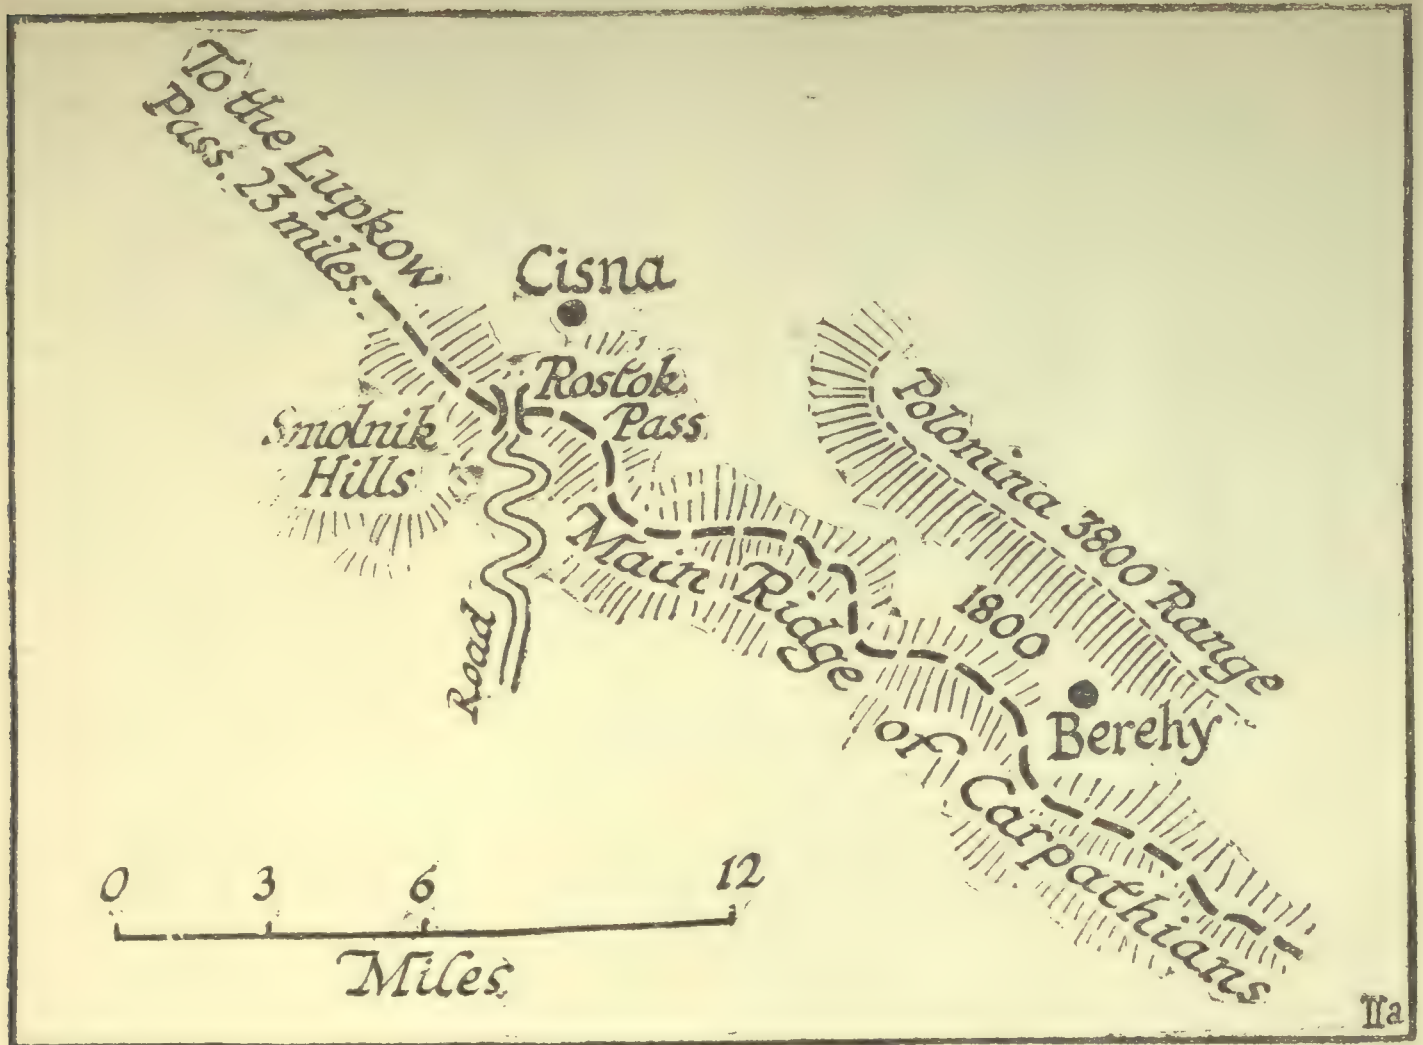 To the Lupkow
Pass. 23 miles.
Cisna
Rostok
Pass
Smolnik
Hills
Polonina 3800 Range
Main Ridge of Carpathians
1800
Road
Berehy
0 3 6 12
Miles
IIa